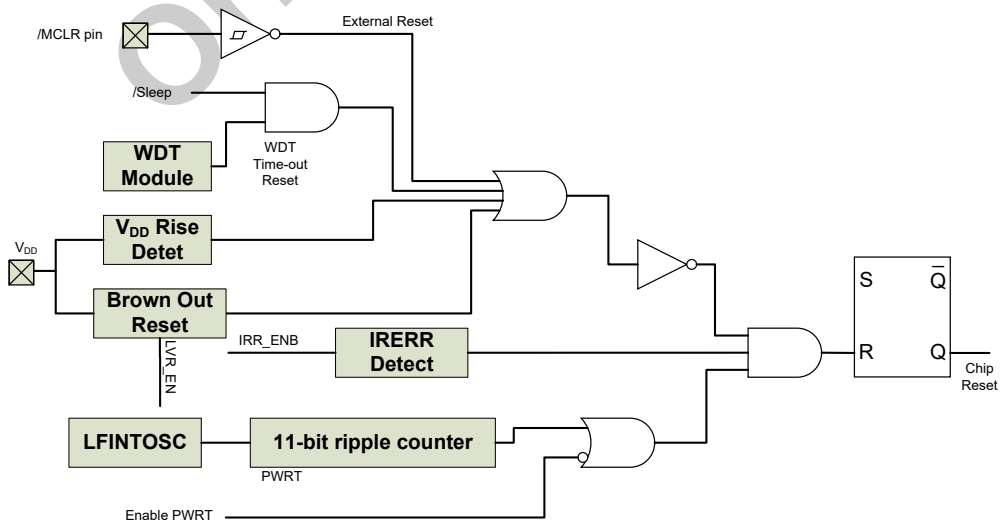 /MCLR pin
External Reset
/Sleep
WDT
Module
WDT
Time-out
Reset
VDD Rise
Detet
VDD
Brown Out
Reset
LVR_EN
IRR_ENB
IRERR
Detect
S
Q
R
Q
Chip
Reset
LFINTOSC
11-bit ripple counter
PWRT
Enable PWRT